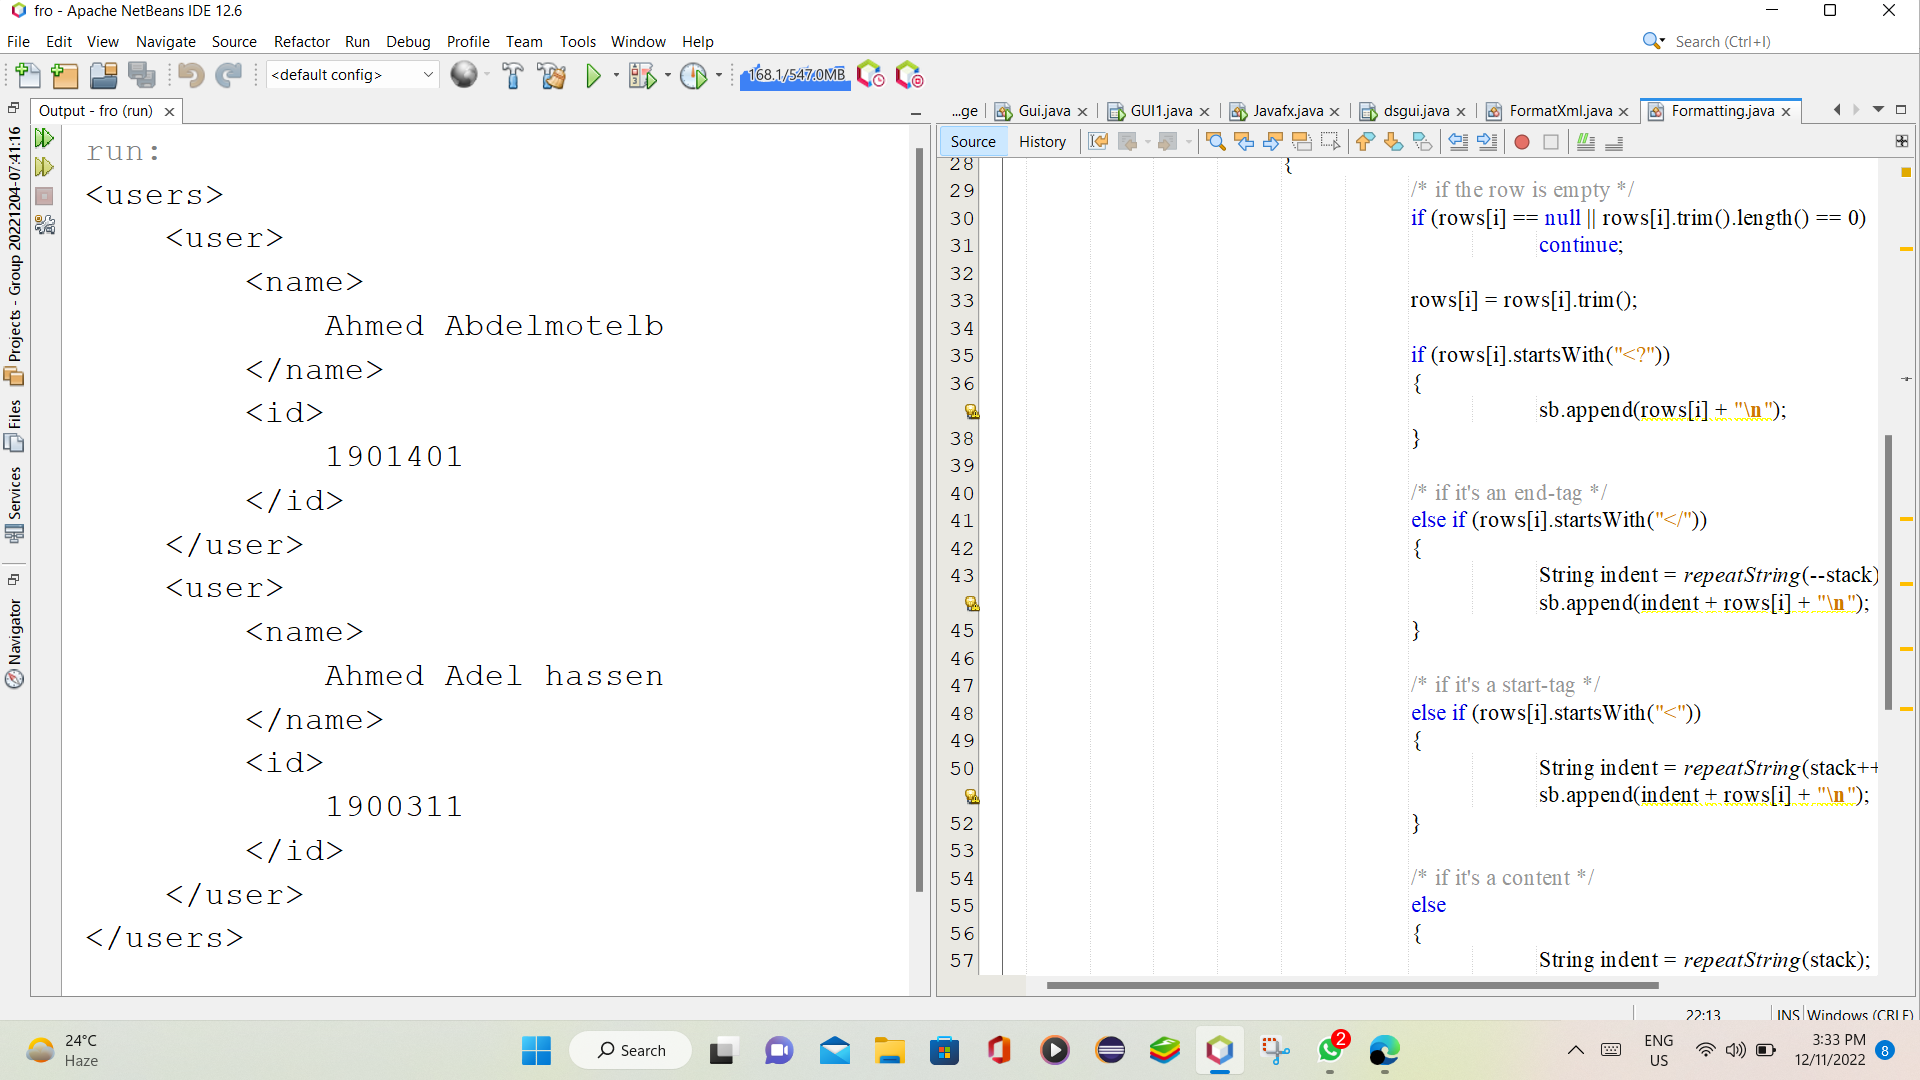 fro - Apache NetBeans IDE 12.6
File Edit View Navigate Source Refactor Run Debug Profile Team Tools Window Help
Search (Ctrl+I)
<default config>
168.1/547.0MB
Output - fro (run)
run:
<users>
    <user>
        <name>
            Ahmed Abdelmotelb
        </name>
        <id>
            1901401
        </id>
    </user>
    <user>
        <name>
            Ahmed Adel hassen
        </name>
        <id>
            1900311
        </id>
    </user>
</users>
Projects - Group 20221204-07:41:16
Files
Services
Navigator
...ge Gui.java GUI1.java Javafx.java dsgui.java FormatXml.java Formatting.java
Source History
28 {
29 /* if the row is empty */
30 if (rows[i] == null || rows[i].trim().length() == 0)
31 continue;
32
33 rows[i] = rows[i].trim();
34
35 if (rows[i].startsWith("<?"))
36 {
sb.append(rows[i] + "\n");
38 }
39
40 /* if it's an end-tag */
41 else if (rows[i].startsWith("</"))
42 {
43 String indent = repeatString(--stack)
sb.append(indent + rows[i] + "\n");
45 }
46
47 /* if it's a start-tag */
48 else if (rows[i].startsWith("<"))
49 {
50 String indent = repeatString(stack++
sb.append(indent + rows[i] + "\n");
52 }
53
54 /* if it's a content */
55 else
56 {
57 String indent = repeatString(stack);
22:13 INS Windows (CRLF)
24°C
Haze
Search
2
ENG
US
3:33 PM
12/11/2022
8